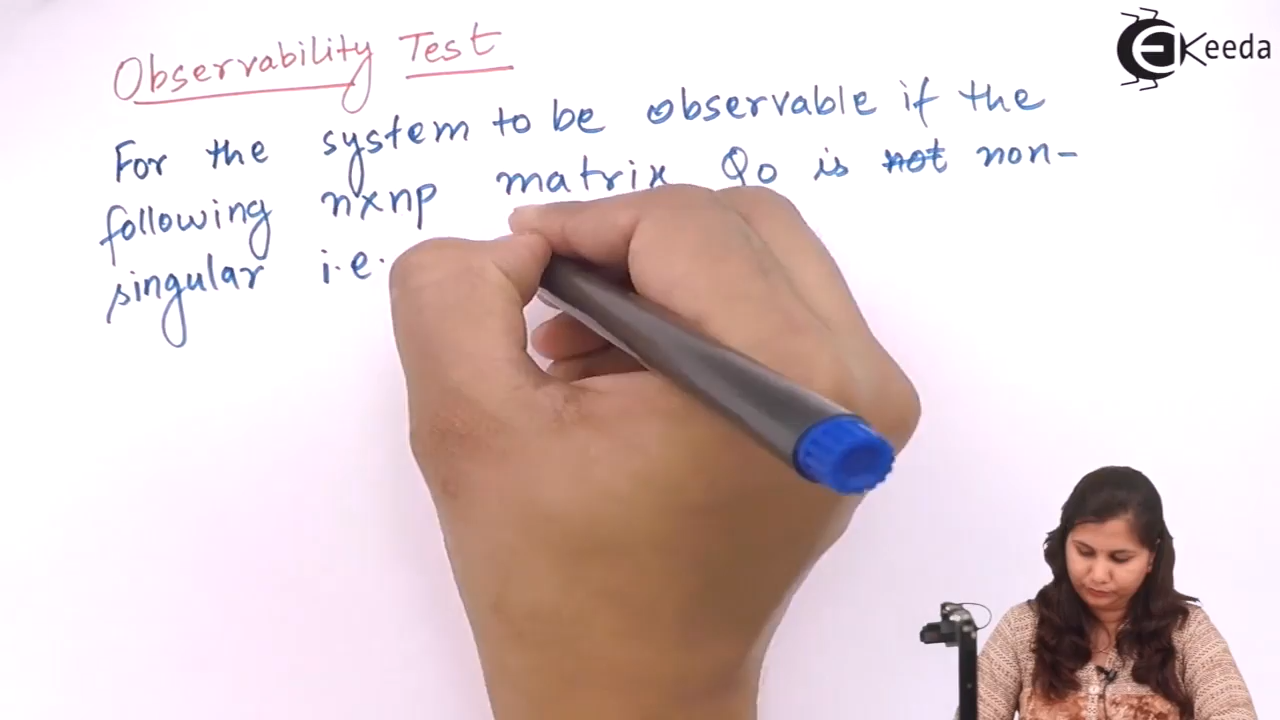 Observability Test
For the system to be observable if the
following nxnp matrix Qo is not non-
singular i.e.
EKeeda